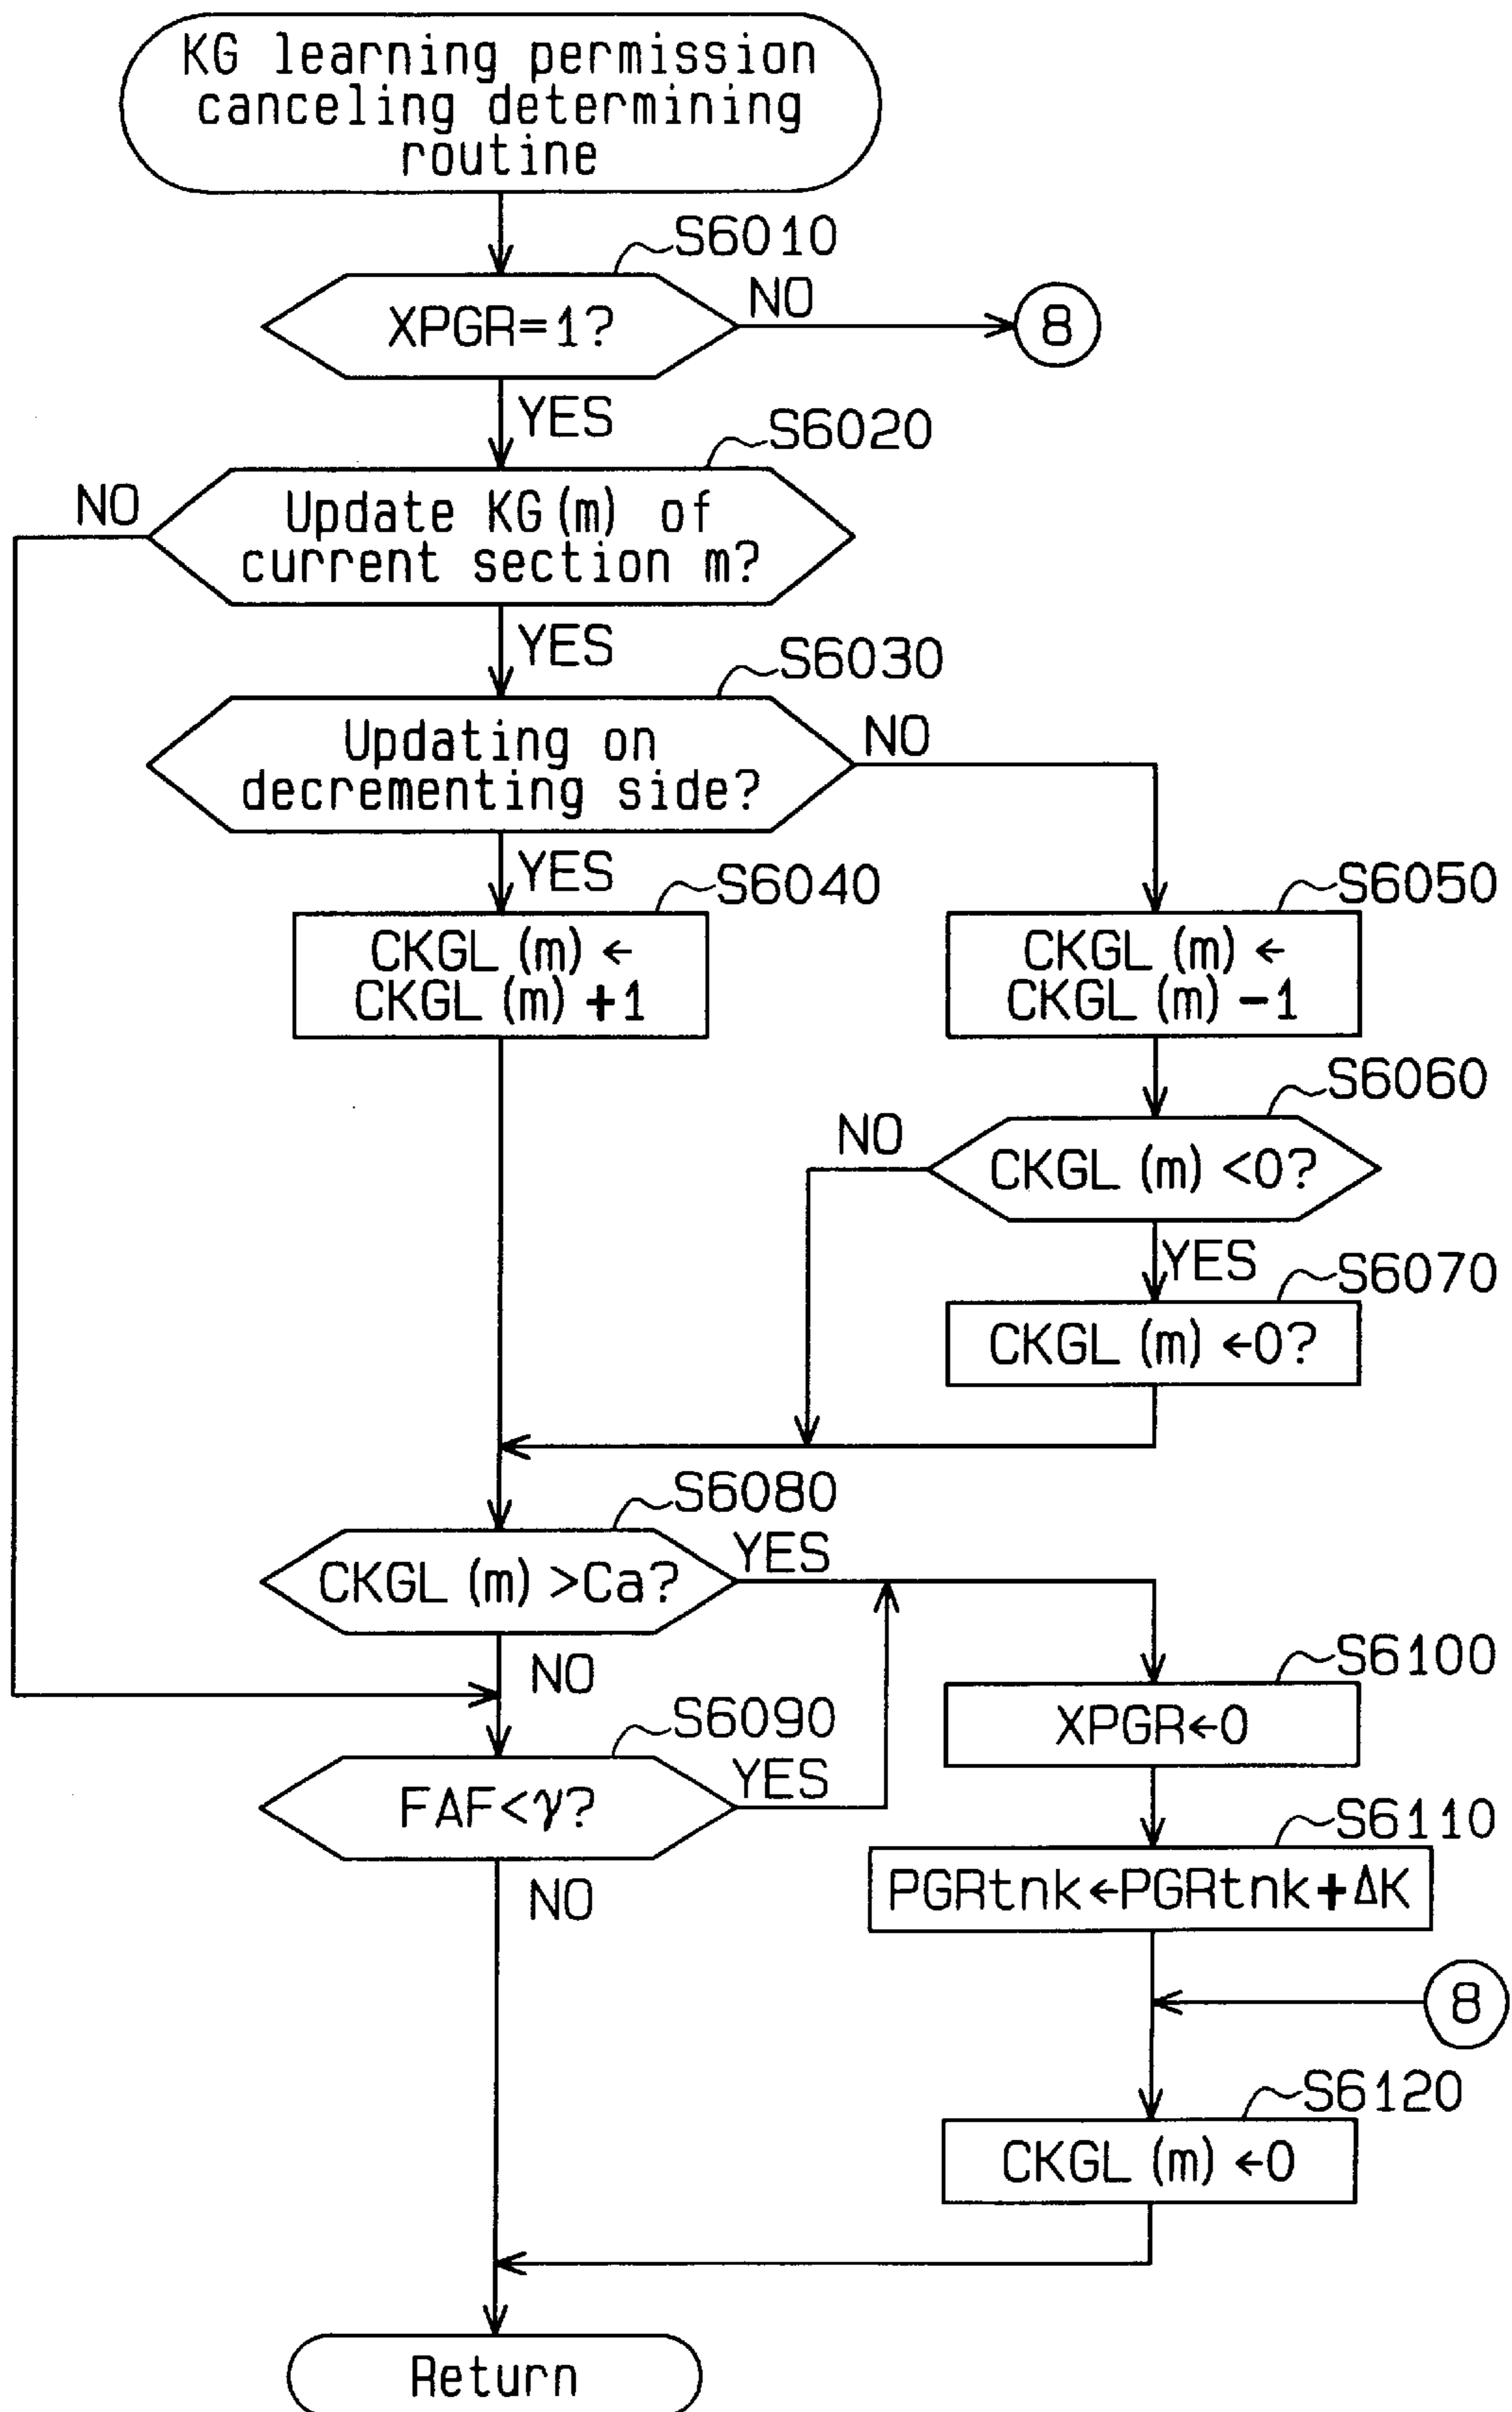 KG learning permission
canceling determining
routine
S6010
XPGR=1?
NO
8
YES
S6020
NO
Update KG(m) of
current section m?
YES
S6030
Updating on
decrementing side?
NO
YES
S6040
S6050
CKGL(m)←
CKGL(m)+1
CKGL(m)←
CKGL(m)-1
S6060
NO
CKGL(m)<0?
YES
S6070
CKGL(m)←0?
S6080
CKGL(m)>Ca?
YES
NO
S6100
XPGR←0
S6090
FAF<γ?
YES
S6110
PGRtnk←PGRtnk+ΔK
NO
8
S6120
CKGL(m)←0
Return